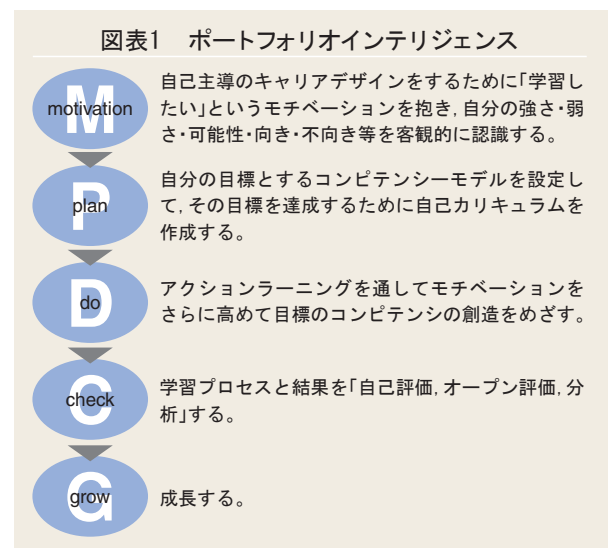 図表1　ポートフォリオインテリジェンス
M
motivation
自己主導のキャリアデザインをするために「学習し
たい」というモチベーションを抱き，自分の強さ・弱
さ・可能性・向き・不向き等を客観的に認識する。
P
plan
自分の目標とするコンピテンシーモデルを設定し
て，その目標を達成するために自己カリキュラムを
作成する。
D
do
アクションラーニングを通してモチベーションを
さらに高めて目標のコンピテンシの創造をめざす。
C
check
学習プロセスと結果を「自己評価，オープン評価，分
析」する。
G
grow
成長する。